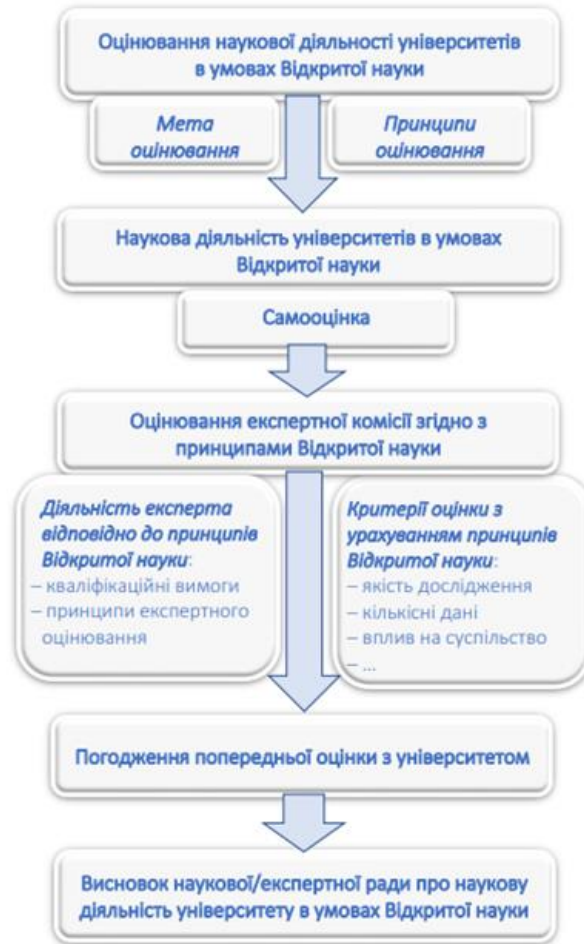 Оцінювання наукової діяльності університетів
в умовах Відкритої науки
Мета
оцінювання
Принципи
оцінювання
Наукова діяльність університетів в умовах
Відкритої науки
Самооцінка
Оцінювання експертної комісії згідно з
принципами Відкритої науки
Діяльність експерта
відповідно до принципів
Відкритої науки:
– кваліфікаційні вимоги
– принципи експертного
оцінювання
Критерії оцінки з
урахуванням принципів
Відкритої науки:
– якість дослідження
– кількісні дані
– вплив на суспільство
– ...
Погодження попередньої оцінки з університетом
Висновок наукової/експертної ради про наукову
діяльність університету в умовах Відкритої науки